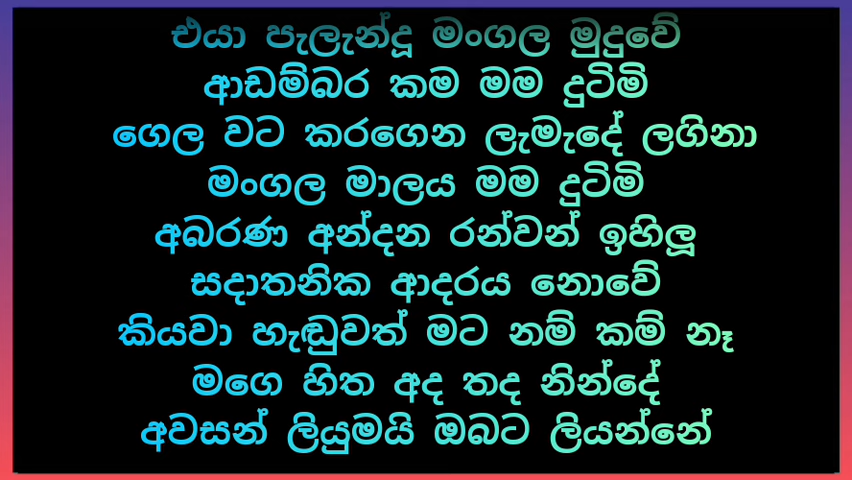 එයා පැලැන්දූ මංගල මුදුවේ
ආඩම්බර කම මම දුටිමි
ගෙල වට කරගෙන ලැමැදේ ලගිනා
මංගල මාලය මම දුටිමි
අබරණ අන්දන රන්වන් ඉහිලූ
සදාතනික ආදරය නොවේ
කියවා හැඬුවත් මට නම් කම් නෑ
මගෙ හිත අද තද නින්දේ
අවසන් ලියුමයි ඔබට ලියන්නේ